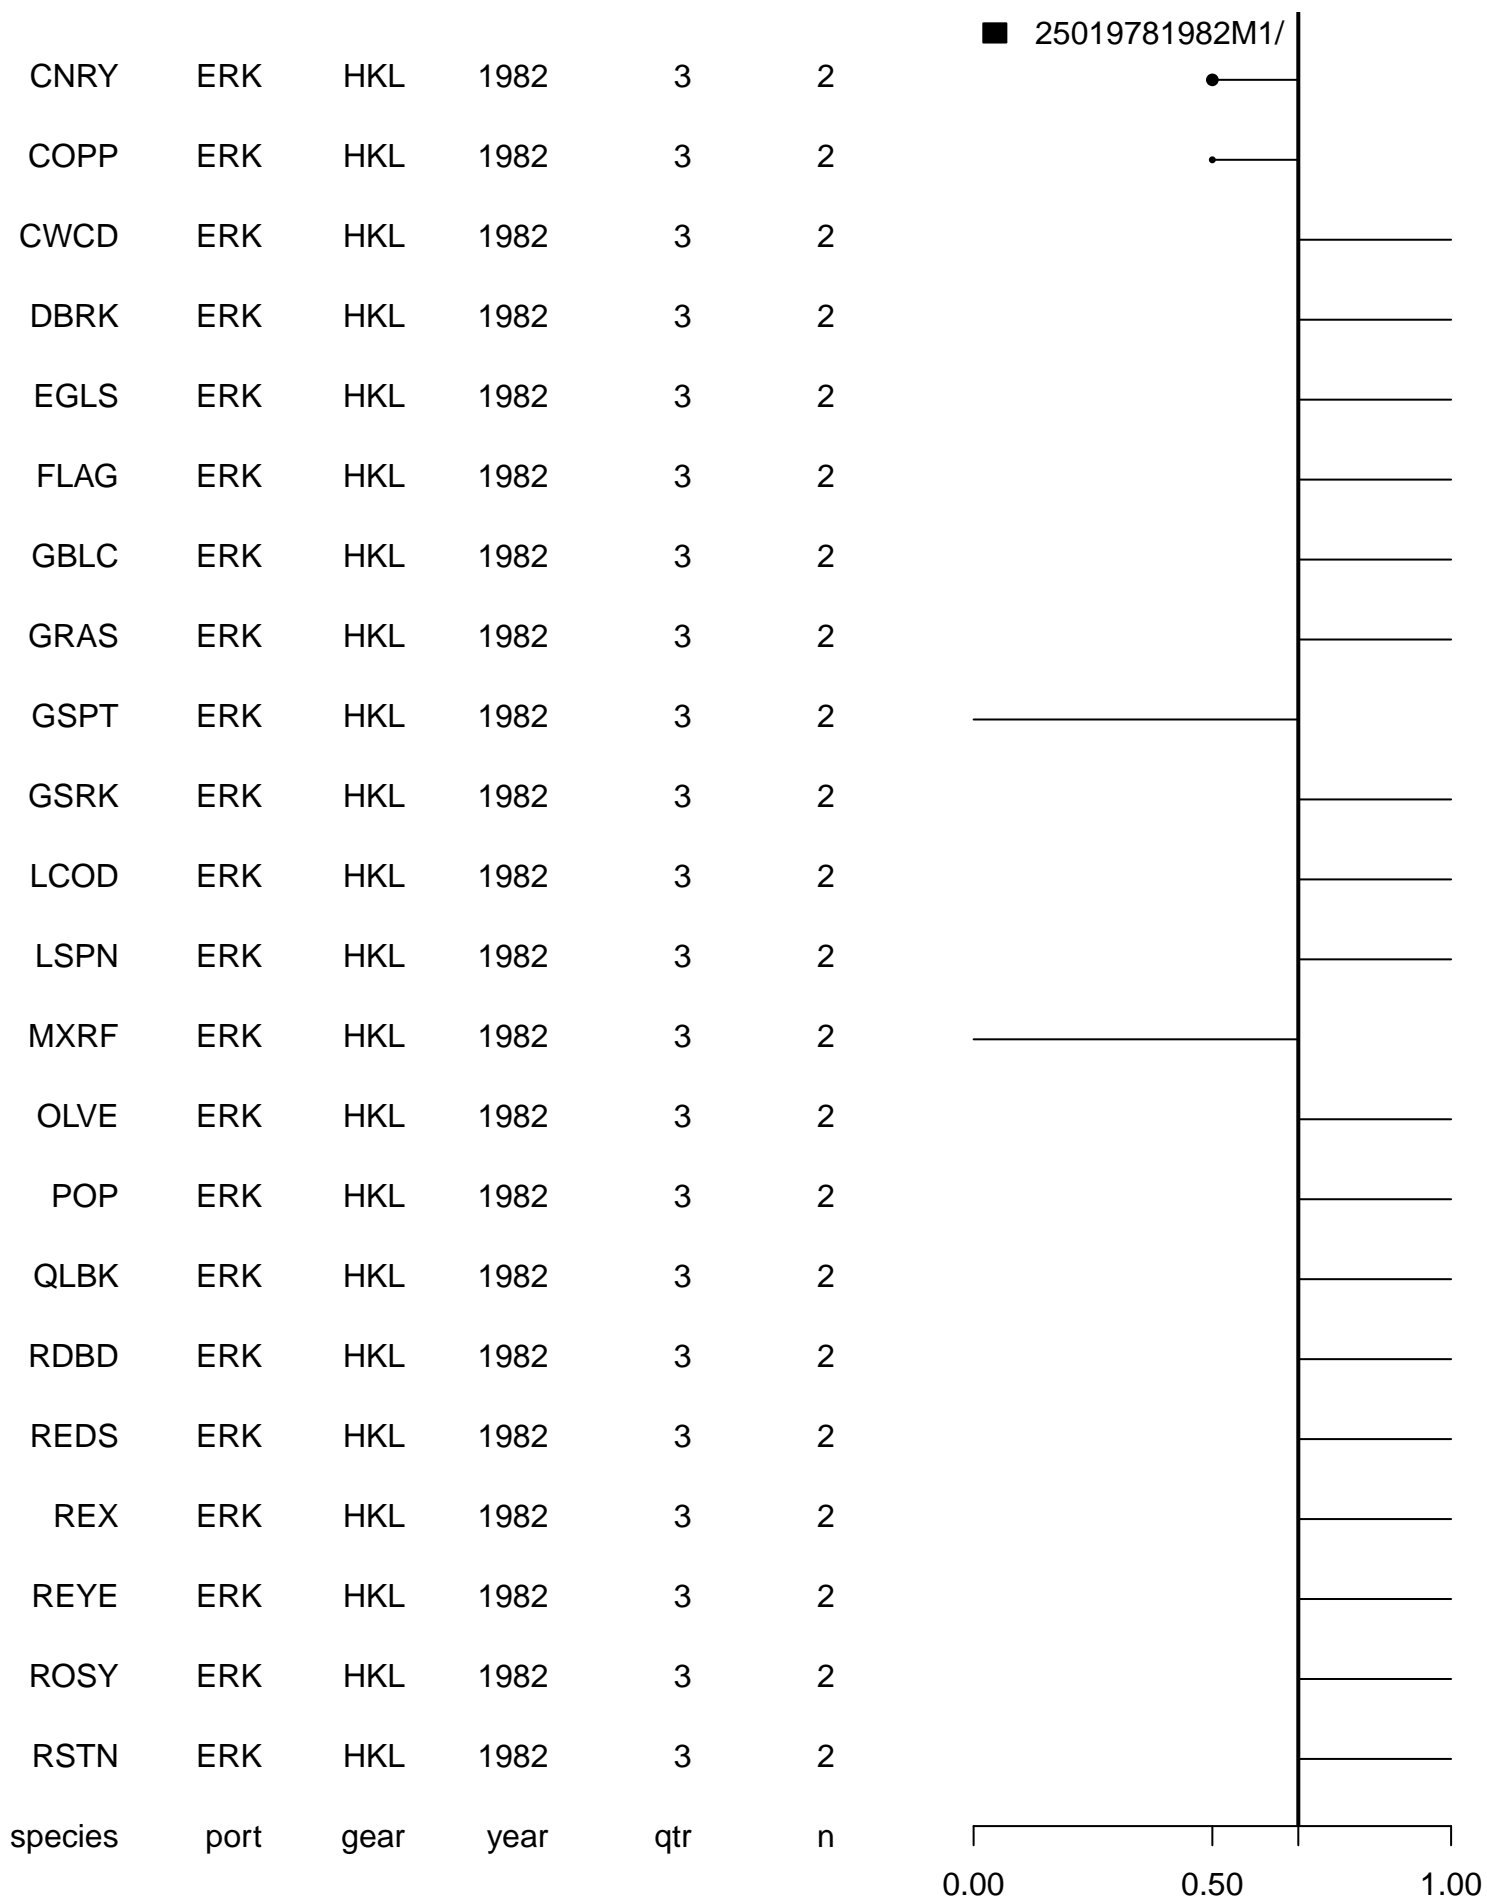 25019781982M1/
CNRY ERK HKL 1982 3 2
COPP ERK HKL 1982 3 2
CWCD ERK HKL 1982 3 2
DBRK ERK HKL 1982 3 2
EGLS ERK HKL 1982 3 2
FLAG ERK HKL 1982 3 2
GBLC ERK HKL 1982 3 2
GRAS ERK HKL 1982 3 2
GSPT ERK HKL 1982 3 2
GSRK ERK HKL 1982 3 2
LCOD ERK HKL 1982 3 2
LSPN ERK HKL 1982 3 2
MXRF ERK HKL 1982 3 2
OLVE ERK HKL 1982 3 2
POP ERK HKL 1982 3 2
QLBK ERK HKL 1982 3 2
RDBD ERK HKL 1982 3 2
REDS ERK HKL 1982 3 2
REX ERK HKL 1982 3 2
REYE ERK HKL 1982 3 2
ROSY ERK HKL 1982 3 2
RSTN ERK HKL 1982 3 2
species port gear year qtr n
0.00 0.50 1.00